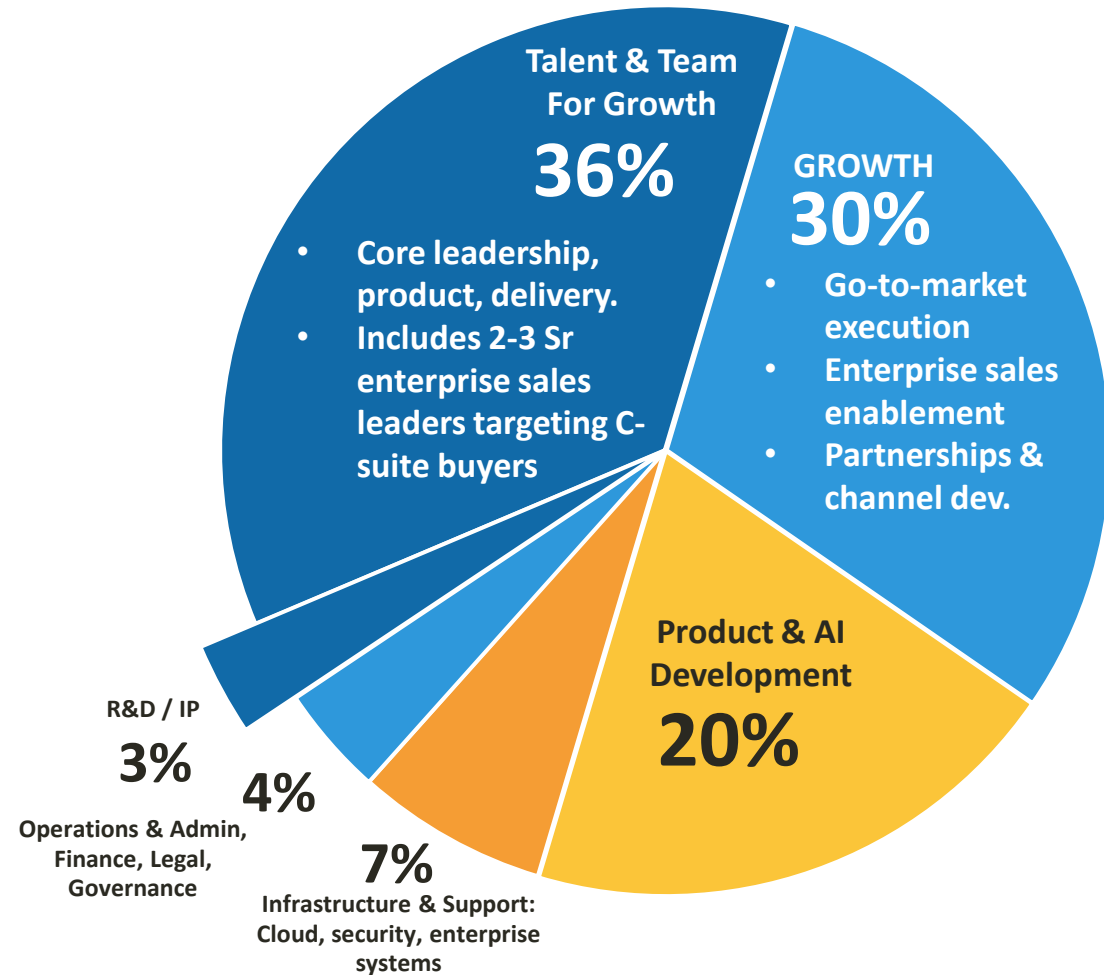 Talent & Team
For Growth
36%
• Core leadership,
product, delivery.
• Includes 2-3 Sr
enterprise sales
leaders targeting C-
suite buyers
GROWTH
30%
• Go-to-market
execution
• Enterprise sales
enablement
• Partnerships &
channel dev.
Product & AI
Development
20%
R&D / IP
3%
4%
Operations & Admin,
Finance, Legal,
Governance
7%
Infrastructure & Support:
Cloud, security, enterprise
systems